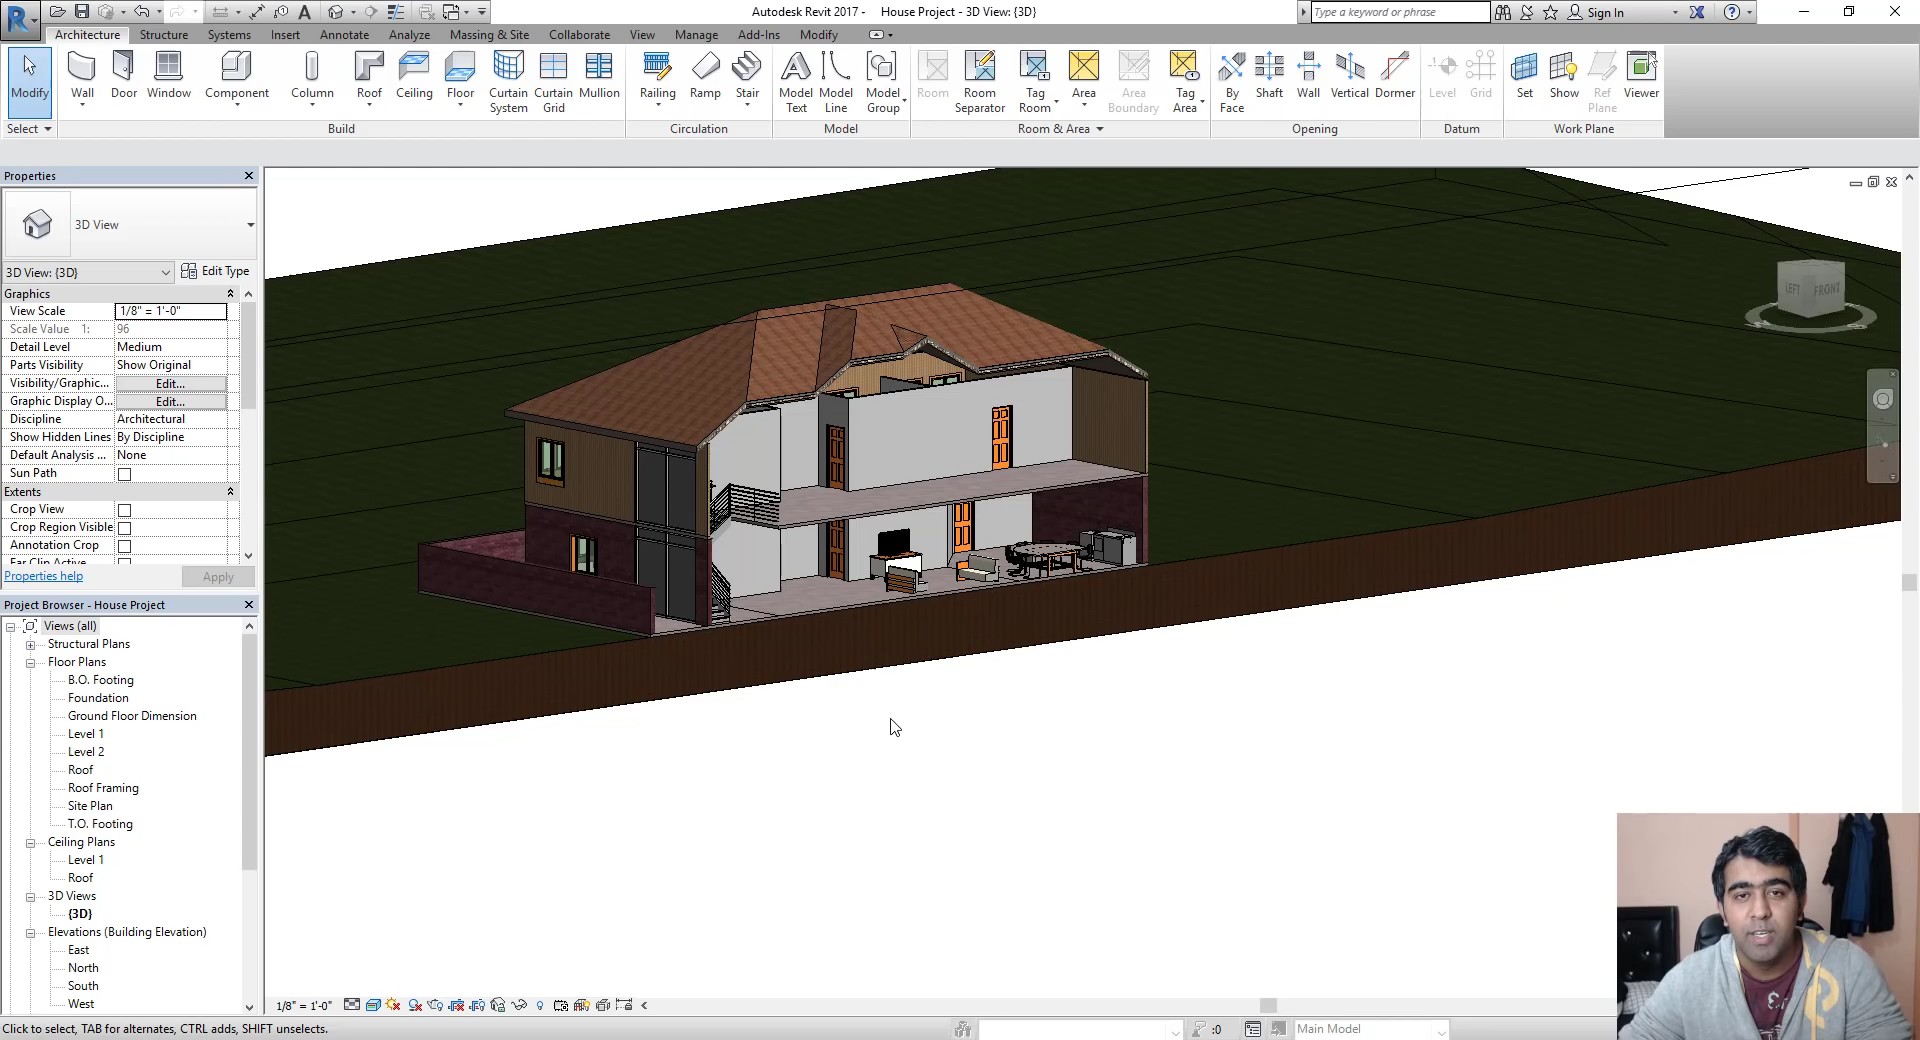 Autodesk Revit 2017 - House Project - 3D View: {3D}
Type a keyword or phrase
Sign In
Architecture Structure Systems Insert Annotate Analyze Massing & Site Collaborate View Manage Add-Ins Modify
Modify Wall Door Window Component Column Roof Ceiling Floor Curtain System Curtain Grid Mullion Railing Ramp Stair Model Text Model Line Model Group Room Room Separator Tag Room Area Area Boundary Tag Area By Face Shaft Wall Vertical Dormer Level Grid Set Show Ref Plane Viewer
Select Build Circulation Model Room & Area Opening Datum Work Plane
Properties
3D View
3D View: {3D} Edit Type
Graphics
View Scale 1/8" = 1'-0"
Scale Value 1: 96
Detail Level Medium
Parts Visibility Show Original
Visibility/Graphic... Edit...
Graphic Display O... Edit...
Discipline Architectural
Show Hidden Lines By Discipline
Default Analysis ... None
Sun Path
Extents
Crop View
Crop Region Visible
Annotation Crop
Far Clip Active
Properties help Apply
Project Browser - House Project
Views (all)
Structural Plans
Floor Plans
B.O. Footing
Foundation
Ground Floor Dimension
Level 1
Level 2
Roof
Roof Framing
Site Plan
T.O. Footing
Ceiling Plans
Level 1
Roof
3D Views
{3D}
Elevations (Building Elevation)
East
North
South
West
LEFT FRONT
1/8" = 1'-0"
Click to select, TAB for alternates, CTRL adds, SHIFT unselects.
:0
Main Model